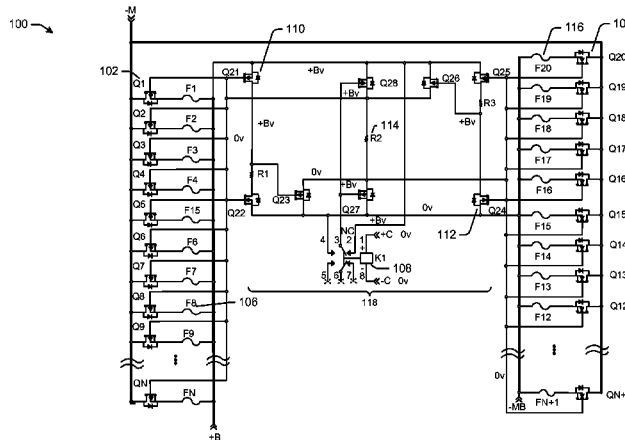 -M
100
102
110
116
10
Q1
Q21
Q28
Q26
Q25
F20
Q20
F1
+Bv
+Bv
+Bv
Q2
F2
F19
Q19
R3
Q3
F3
+Bv
0v
114
R2
+Bv
F18
Q18
Q4
F4
R1
0v
F17
Q17
F16
Q16
Q5
F15
Q22
Q23
Q27
+Bv
0v
Q24
F15
Q15
Q6
F6
NC
+Bv
+C
0v
112
F14
Q14
4
3
2
1
K1
108
Q7
F7
5
6
7
8
-C
0v
F13
Q13
Q8
F8
106
118
F12
Q12
Q9
F9
0v
QN
FN
FN+1
QN+
+B
-MB